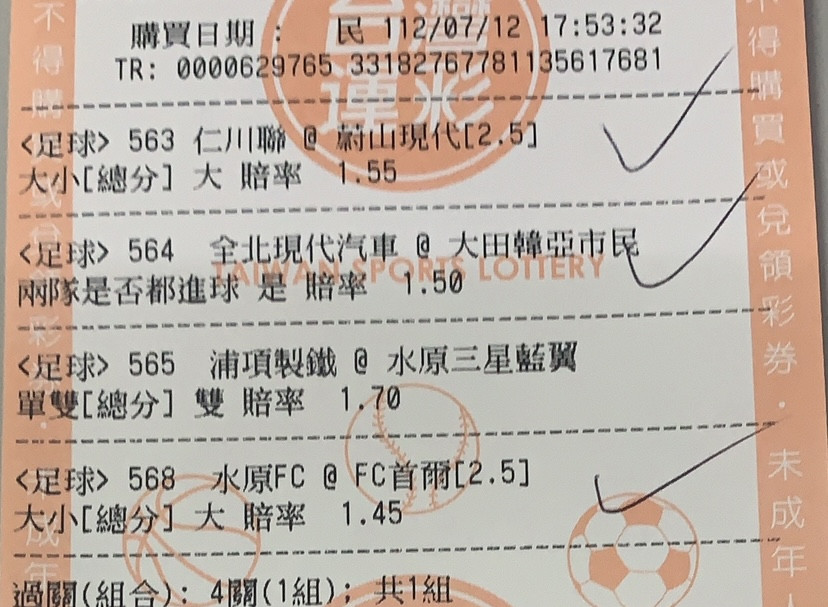 購買日期： 民 112/07/12 17:53:32
TR: 0000629765 33182767781135617681
台灣
運彩
<足球> 563 仁川聯 @ 蔚山現代[2.5]
大小[總分] 大 賠率 1.55
<足球> 564 全北現代汽車 @ 大田韓亞市民
TAIWAN SPORTS LOTTERY
兩隊是否都進球 是 賠率 1.50
<足球> 565 浦項製鐵 @ 水原三星藍翼
單雙[總分] 雙 賠率 1.70
<足球> 568 水原FC @ FC首爾[2.5]
大小[總分] 大 賠率 1.45
過關(組合): 4關(1組); 共1組
不得購買或兌領彩券．未成年人